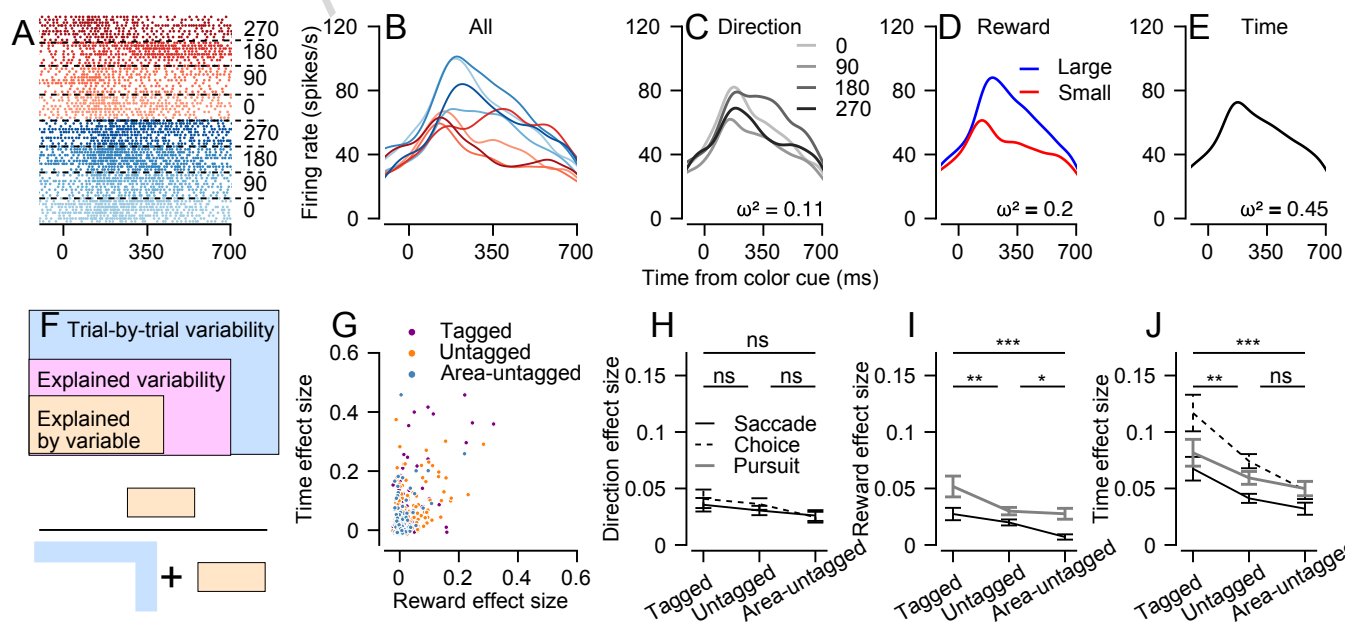 A
270
180
90
0
270
180
90
0
0 350 700
B All
Firing rate (spikes/s)
120
80
40
0
0 350 700
C Direction
0
90
180
270
120
80
40
0
ω² = 0.11
0 350 700
D Reward
Large
Small
120
80
40
0
ω² = 0.2
0 350 700
E Time
120
80
40
0
ω² = 0.45
0 350 700
Time from color cue (ms)
F Trial-by-trial variability
Explained variability
Explained
by variable
+
G
Tagged
Untagged
Area-untagged
Time effect size
0.6
0.4
0.2
0
0 0.2 0.4 0.6
Reward effect size
H
ns
ns ns
Saccade
Choice
Pursuit
Direction effect size
0.15
0.1
0.05
0
Tagged
Untagged
Area-untagged
I
***
** *
Reward effect size
0.15
0.1
0.05
0
Tagged
Untagged
Area-untagged
J
***
** ns
Time effect size
0.15
0.1
0.05
0
Tagged
Untagged
Area-untagged